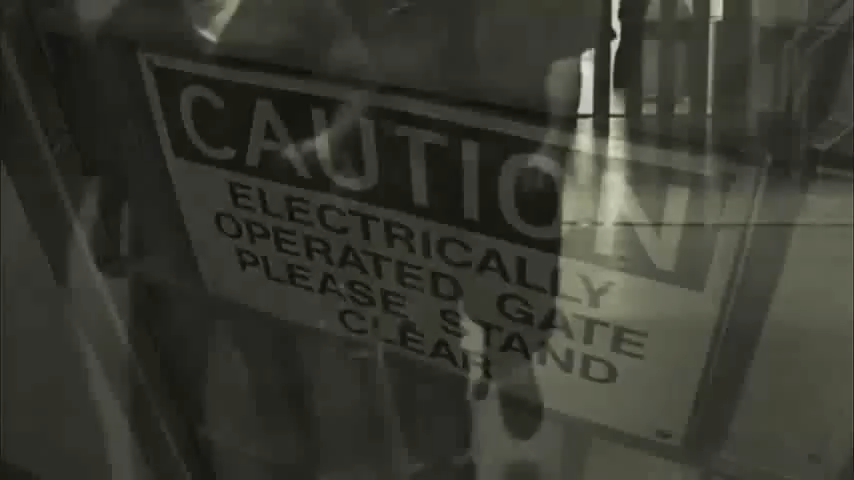 CAUTION
ELECTRICALLY
OPERATED GATE
PLEASE STAND
CLEAR